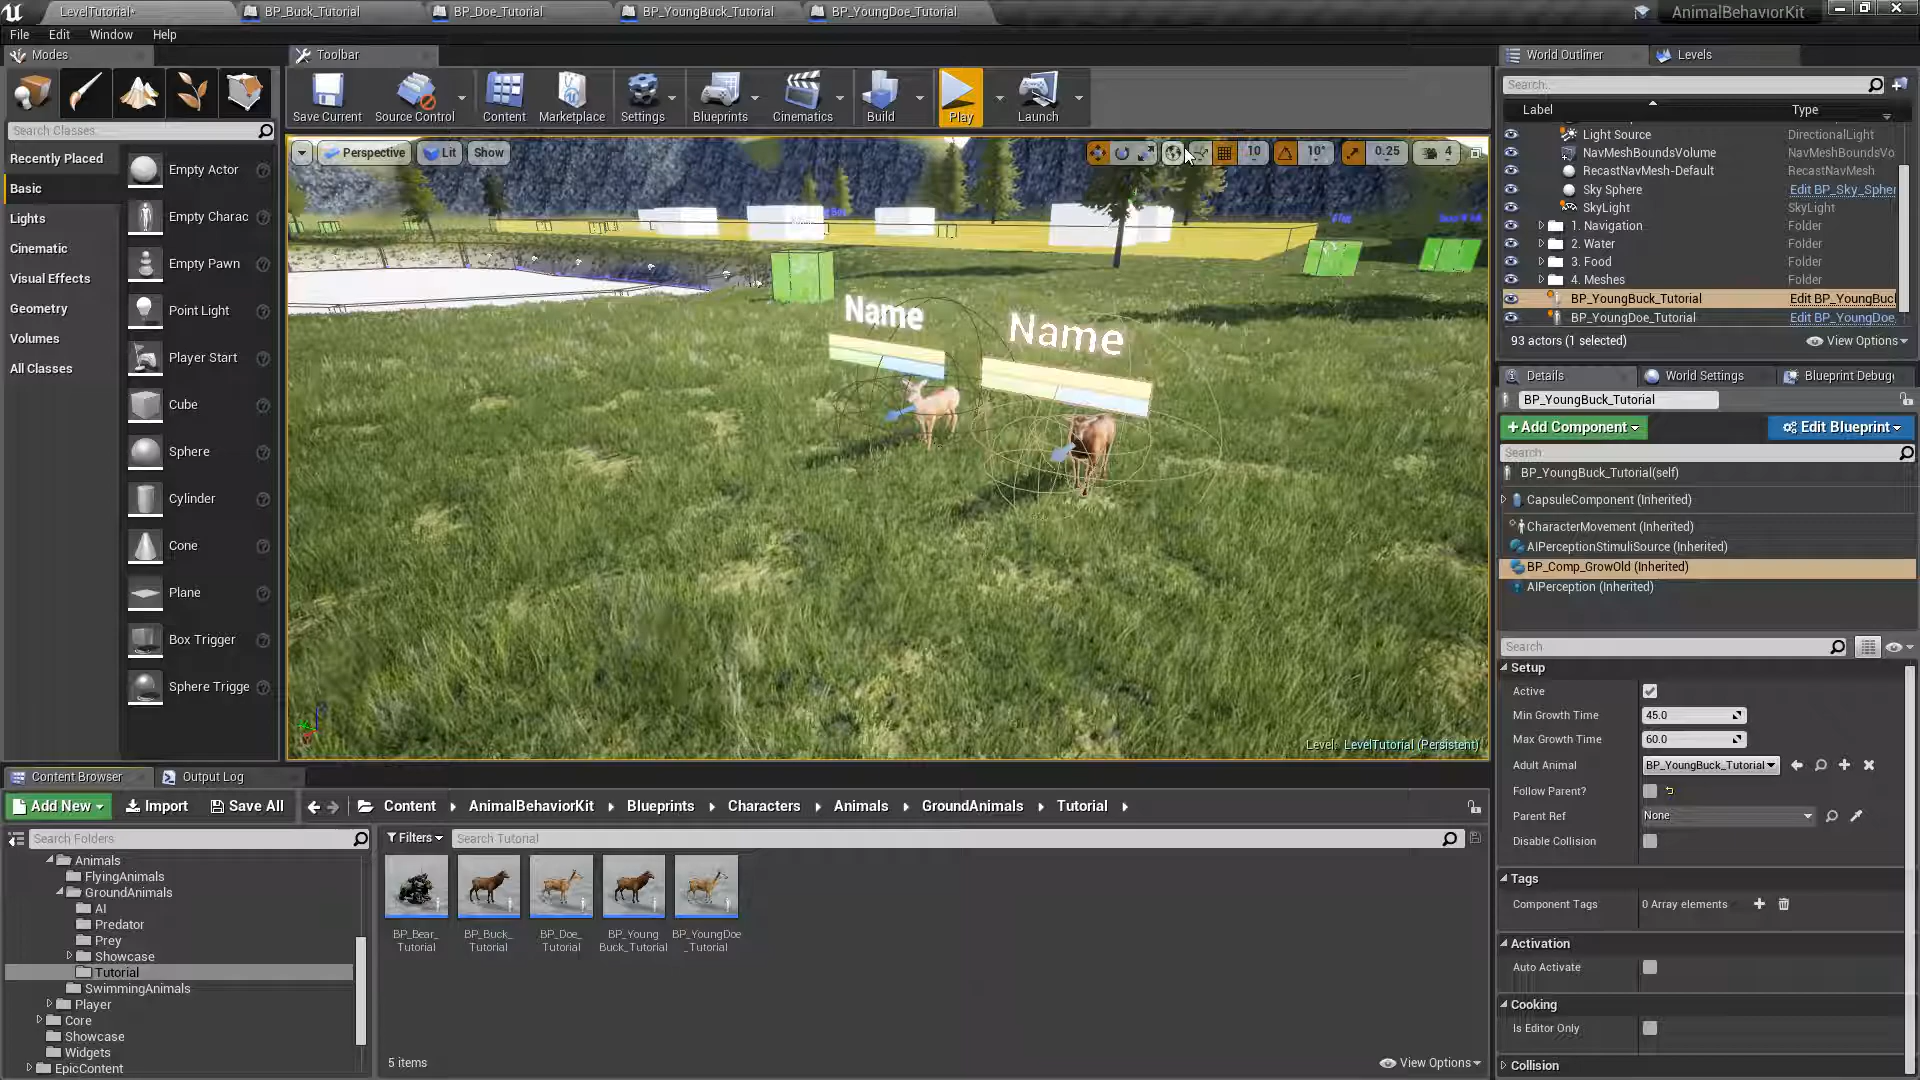 LevelTutorial*
BP_Buck_Tutorial
BP_Doe_Tutorial
BP_YoungBuck_Tutorial
BP_YoungDoe_Tutorial
AnimalBehaviorKit
File Edit Window Help
Modes
Toolbar
World Outliner
Levels
Save Current
Source Control
Content
Marketplace
Settings
Blueprints
Cinematics
Build
Play
Launch
Search Classes
Recently Placed
Basic
Lights
Cinematic
Visual Effects
Geometry
Volumes
All Classes
Empty Actor
Empty Charac
Empty Pawn
Point Light
Player Start
Cube
Sphere
Cylinder
Cone
Plane
Box Trigger
Sphere Trigge
Perspective
Lit
Show
10
10°
0.25
4
Name
Name
Level: LevelTutorial (Persistent)
Search..
Label Type
Light Source DirectionalLight
NavMeshBoundsVolume NavMeshBoundsVo
RecastNavMesh-Default RecastNavMesh
Sky Sphere Edit BP_Sky_Spher
SkyLight SkyLight
1. Navigation Folder
2. Water Folder
3. Food Folder
4. Meshes Folder
BP_YoungBuck_Tutorial Edit BP_YoungBucl
BP_YoungDoe_Tutorial Edit BP_YoungDoe_
93 actors (1 selected)
View Options
Details
World Settings
Blueprint Debug
BP_YoungBuck_Tutorial
+Add Component
Edit Blueprint
Search
BP_YoungBuck_Tutorial(self)
CapsuleComponent (Inherited)
CharacterMovement (Inherited)
AIPerceptionStimuliSource (Inherited)
BP_Comp_GrowOld (Inherited)
AIPerception (Inherited)
Search
Setup
Active
Min Growth Time 45.0
Max Growth Time 60.0
Adult Animal BP_YoungBuck_Tutorial
Follow Parent?
Parent Ref None
Disable Collision
Tags
Component Tags 0 Array elements
Activation
Auto Activate
Cooking
Is Editor Only
Collision
Content Browser
Output Log
Add New
Import
Save All
Content AnimalBehaviorKit Blueprints Characters Animals GroundAnimals Tutorial
Search Folders
Filters
Search Tutorial
Animals
FlyingAnimals
GroundAnimals
AI
Predator
Prey
Showcase
Tutorial
SwimmingAnimals
Player
Core
Showcase
Widgets
EpicContent
BP_Bear_
Tutorial
BP_Buck_
Tutorial
BP_Doe_
Tutorial
BP_Young
Buck_Tutorial
BP_YoungDoe
_Tutorial
5 items
View Options